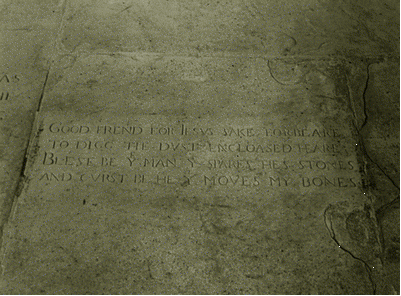 AS
GOOD FREND FOR IESVS SAKE FORBEARE
TO DIGG THE DVST ENCLOASED HEARE
BLESE BE Y MAN Y SPARES THES STONES
AND CVRST BE HE Y MOVES MY BONES